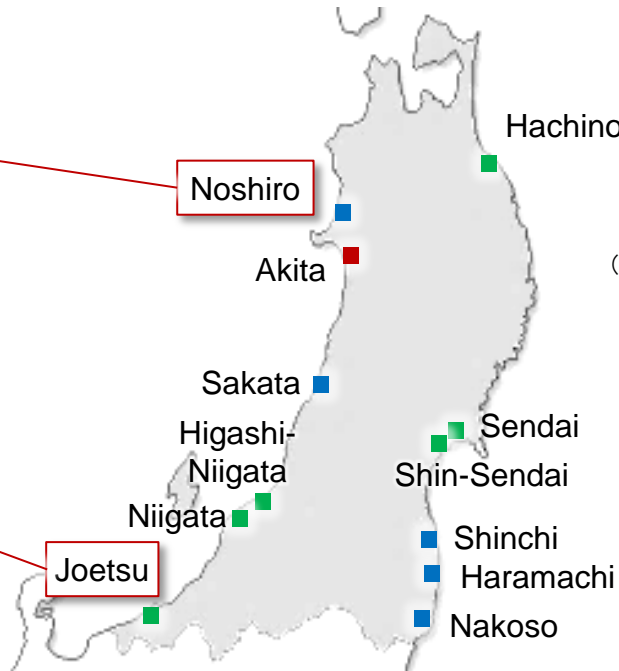 Hachino
Noshiro
Akita
(
Sakata
Higashi-
Niigata
Sendai
Shin-Sendai
Niigata
Shinchi
Joetsu
Haramachi
Nakoso